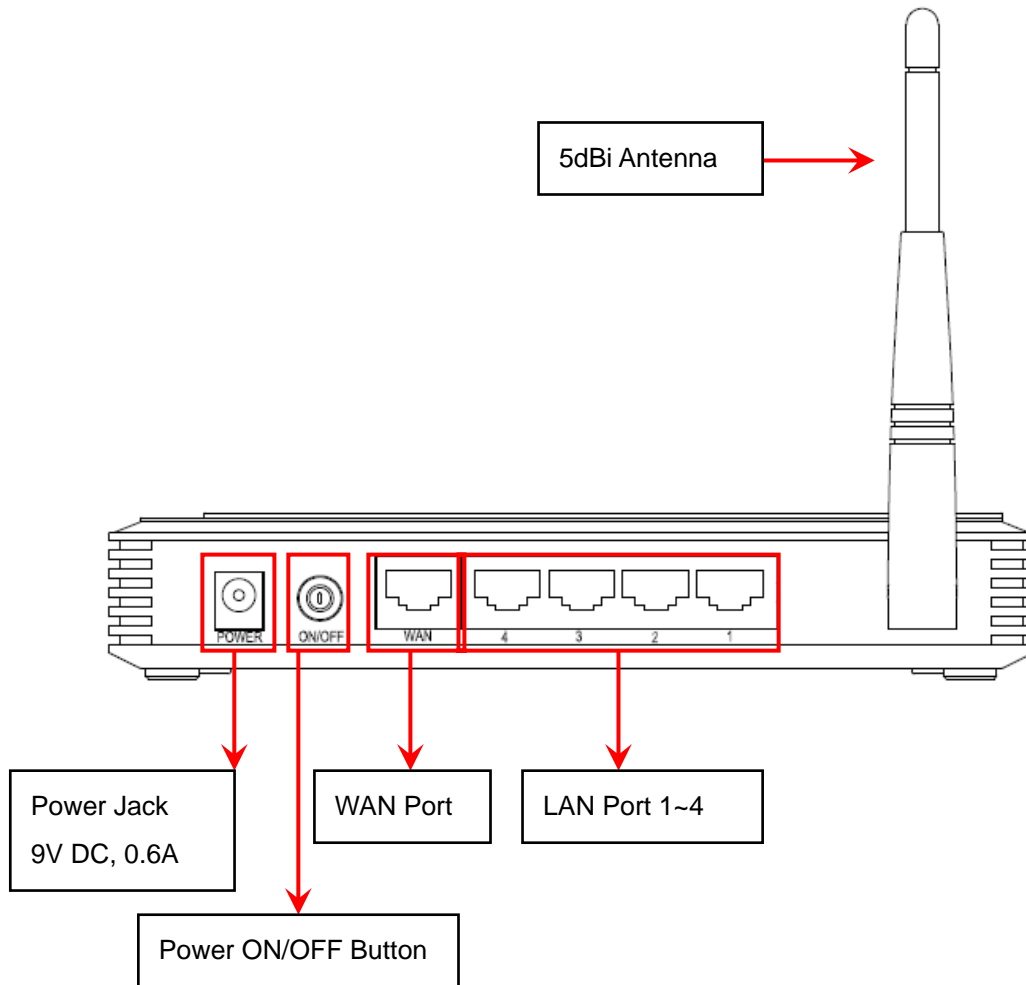 5dBi Antenna
POWER
ON/OFF
WAN
4
3
2
1
Power Jack
9V DC, 0.6A
WAN Port
LAN Port 1~4
Power ON/OFF Button